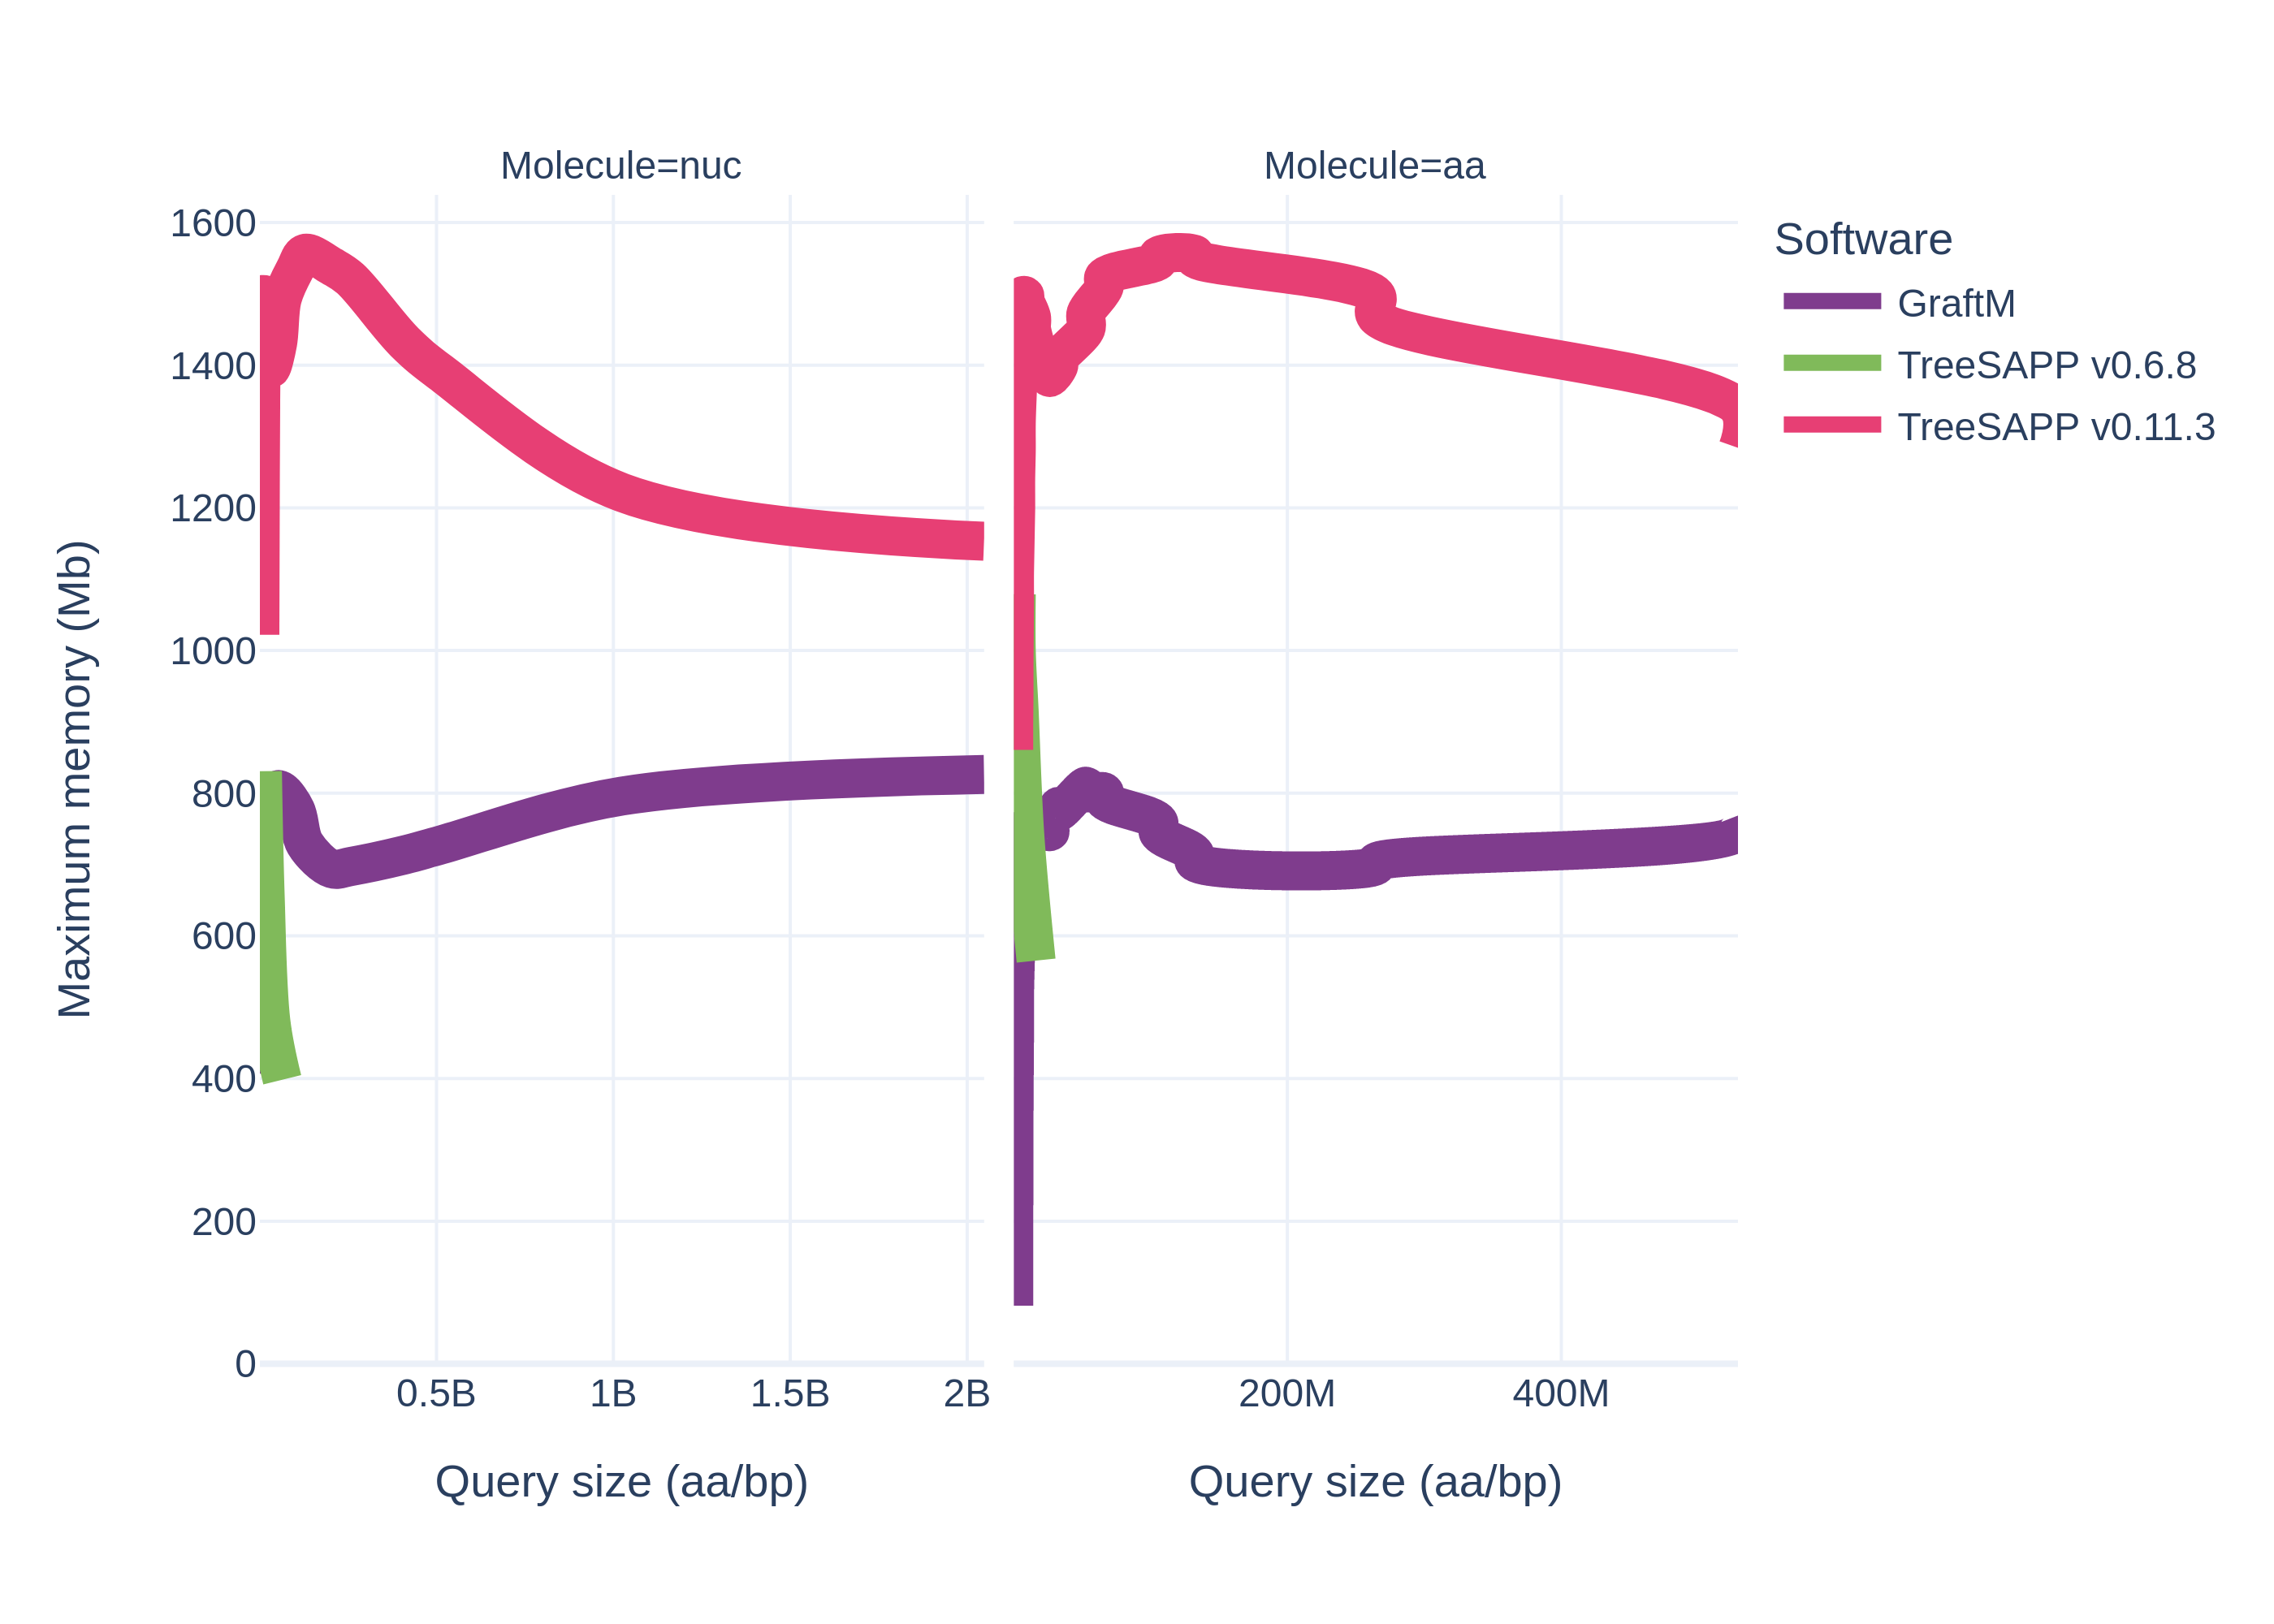 Molecule=nuc
Molecule=aa
Software
GraftM
TreeSAPP v0.6.8
TreeSAPP v0.11.3
Maximum memory (Mb)
1600
1400
1200
1000
800
600
400
200
0
0.5B 1B 1.5B 2B
200M 400M
Query size (aa/bp)
Query size (aa/bp)